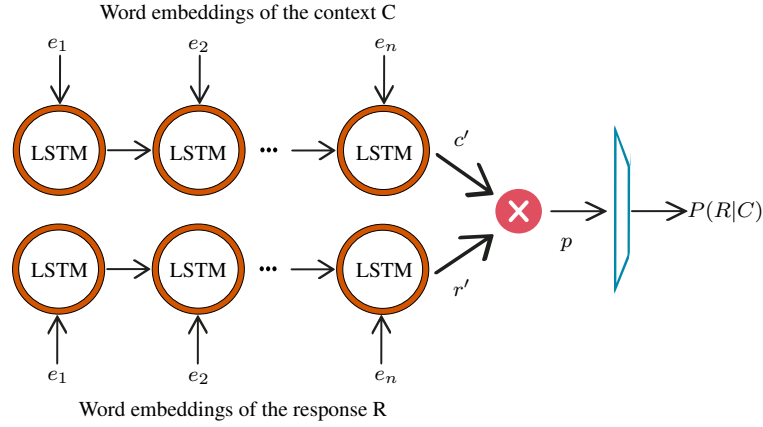 Word embeddings of the context C
e₁ e₂ eₙ
LSTM LSTM ... LSTM
c′
P(R|C)
p
LSTM LSTM ... LSTM
r′
e₁ e₂ eₙ
Word embeddings of the response R